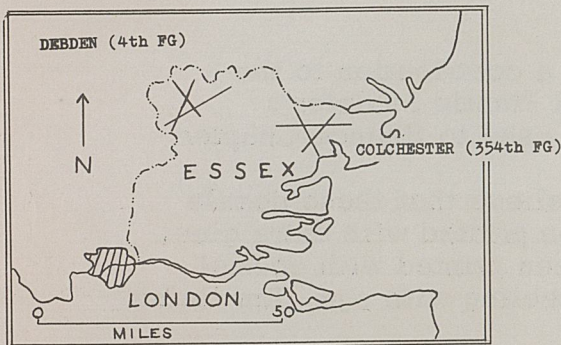 DEBDEN (4th FG)
N
ESSEX
COLCHESTER (354th FG)
LONDON
0 50
MILES